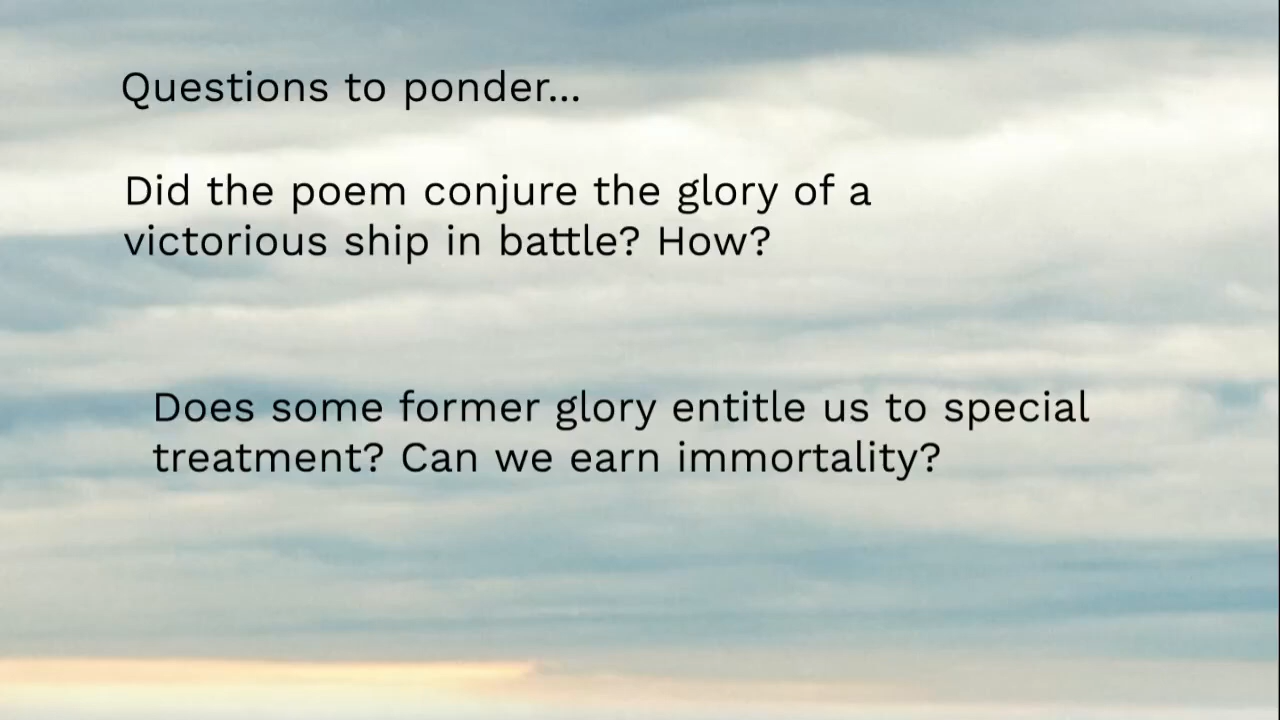 Questions to ponder...
Did the poem conjure the glory of a
victorious ship in battle? How?
Does some former glory entitle us to special
treatment? Can we earn immortality?